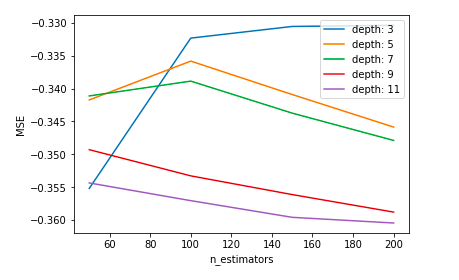 −0.330
−0.335
−0.340
−0.345
−0.350
−0.355
−0.360
MSE
depth: 3
depth: 5
depth: 7
depth: 9
depth: 11
60 80 100 120 140 160 180 200
n_estimators